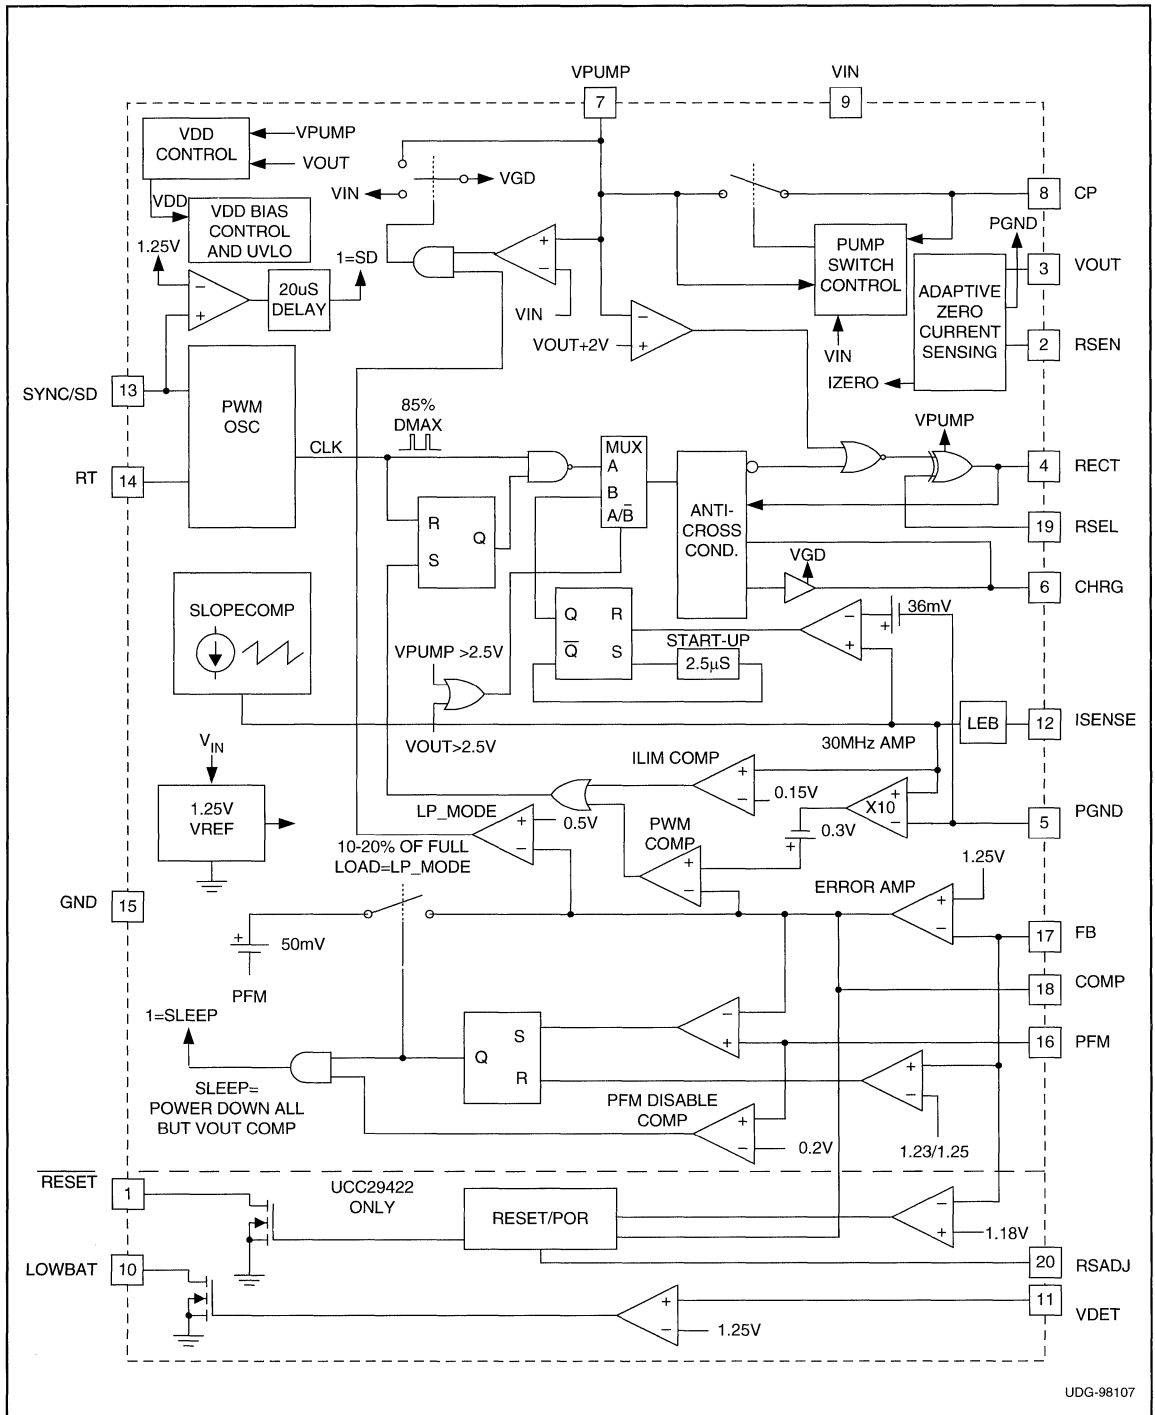 VPUMP
7
VIN
9
VDD
CONTROL
VPUMP
VOUT
VDD
VDD BIAS
CONTROL
AND UVLO
VIN
VGD
8
CP
PGND
1.25V
1=SD
−
+
20uS
DELAY
+
−
VIN
PUMP
SWITCH
CONTROL
VIN
ADAPTIVE
ZERO
CURRENT
SENSING
IZERO
3
VOUT
2
RSEN
−
+
VOUT+2V
SYNC/SD
13
PWM
OSC
RT
14
CLK
85%
DMAX
MUX
A
B
A/B̅
R
S
Q
ANTI-
CROSS
COND.
VPUMP
4
RECT
19
RSEL
VGD
6
CHRG
SLOPECOMP
Q
Q̅
R
S
START-UP
2.5µS
−
+
+
36mV
VPUMP >2.5V
VOUT>2.5V
LEB
12
ISENSE
30MHz AMP
VIN
1.25V
VREF
ILIM COMP
+
−
0.15V
X10
+
−
5
PGND
0.3V
+
LP_MODE
+
−
0.5V
10-20% OF FULL
LOAD=LP_MODE
PWM
COMP
+
−
1.25V
ERROR AMP
+
−
GND
15
17
FB
+
50mV
PFM
18
COMP
1=SLEEP
S
Q
R
−
+
16
PFM
SLEEP=
POWER DOWN ALL
BUT VOUT COMP
PFM DISABLE
COMP
+
−
0.2V
+
−
1.23/1.25
R̅E̅S̅E̅T̅
1
UCC29422
ONLY
RESET/POR
−
+
1.18V
20
RSADJ
LOWBAT
10
+
−
1.25V
11
VDET
UDG-98107